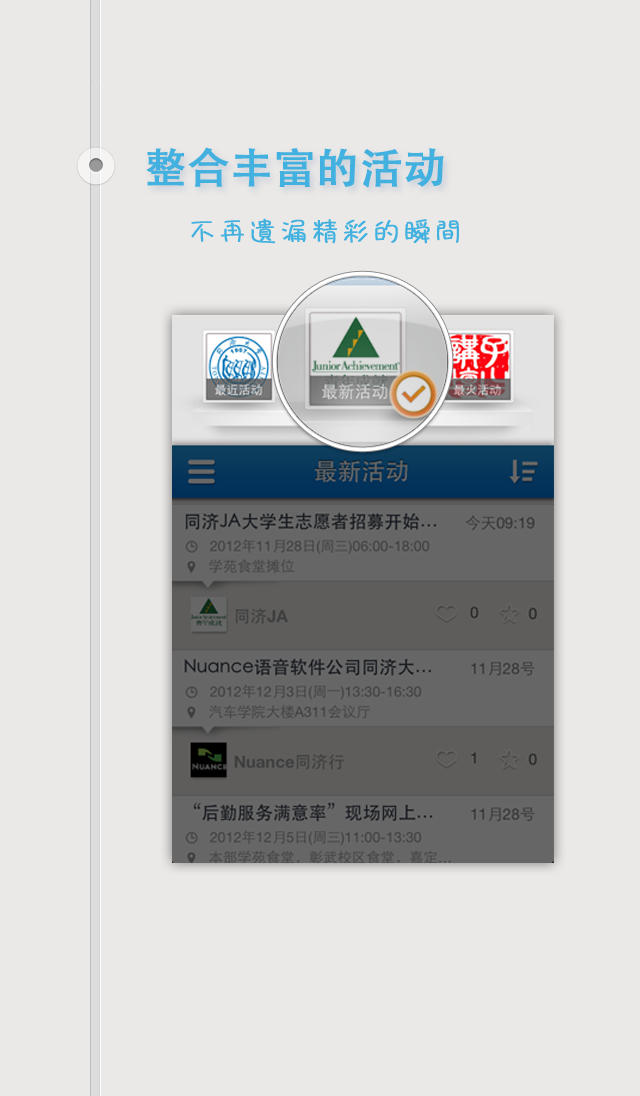 整合丰富的活动
不再遺漏精彩的瞬間
1907
Junior Achievement
最近活动
最新活动
最火活动
最新活动
同济JA大学生志愿者招募开始... 今天09:19
2012年11月28日(周三)06:00-18:00
学苑食堂摊位
同济JA 0 0
Nuance语音软件公司同济大... 11月28号
2012年12月3日(周一)13:30-16:30
汽车学院大楼A311会议厅
NUANCE
Nuance同济行 1 0
“后勤服务满意率”现场网上... 11月28号
2012年12月5日(周三)11:00-13:30
本部学苑食堂，彰武校区食堂，嘉定...